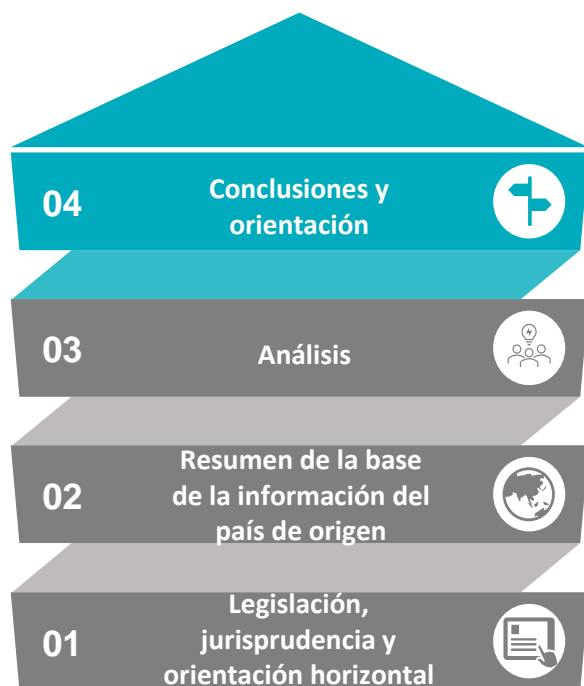 04
Conclusiones y
orientación
03
Análisis
Resumen de la base
02
de la información del
país de origen
Legislación,
01
jurisprudencia y
orientación horizontal